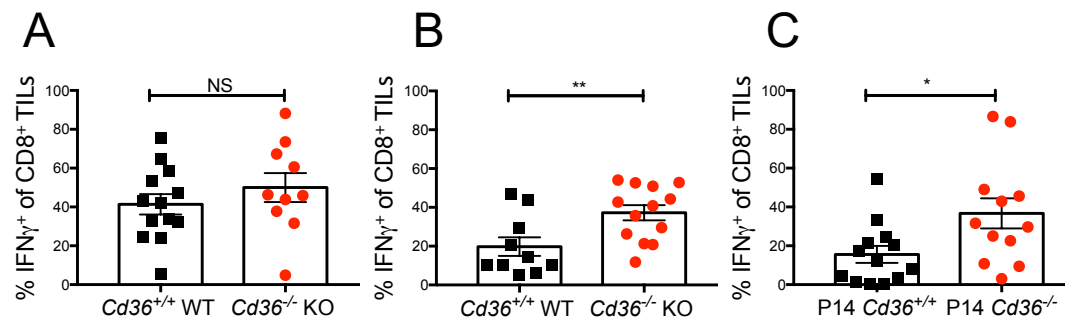 A
% IFNγ⁺ of CD8⁺ TILs
100
80
60
40
20
0
NS
Cd36⁺/⁺ WT
Cd36⁻/⁻ KO
B
% IFNγ⁺ of CD8⁺ TILs
100
80
60
40
20
0
**
Cd36⁺/⁺ WT
Cd36⁻/⁻ KO
C
% IFNγ⁺ of CD8⁺ TILs
100
80
60
40
20
0
*
P14 Cd36⁺/⁺
P14 Cd36⁻/⁻